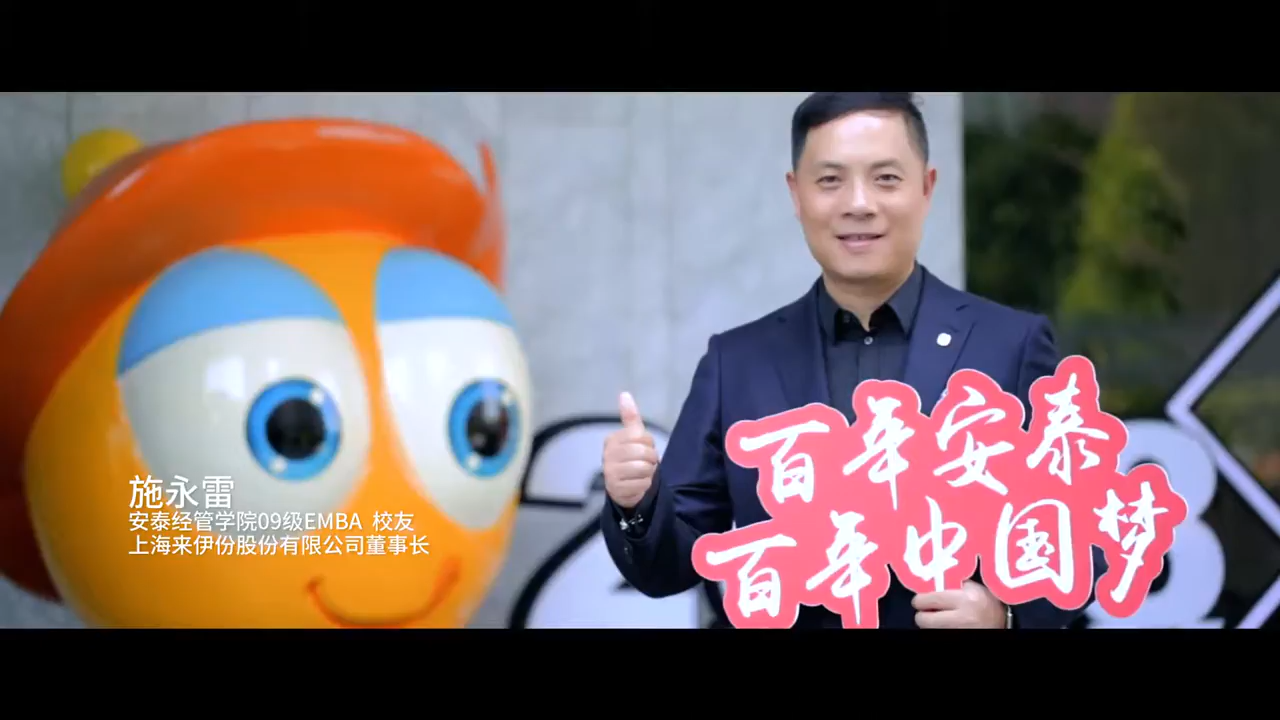 施永雷
安泰经管学院09级EMBA 校友
上海来伊份股份有限公司董事长
百年安泰
百年中国梦